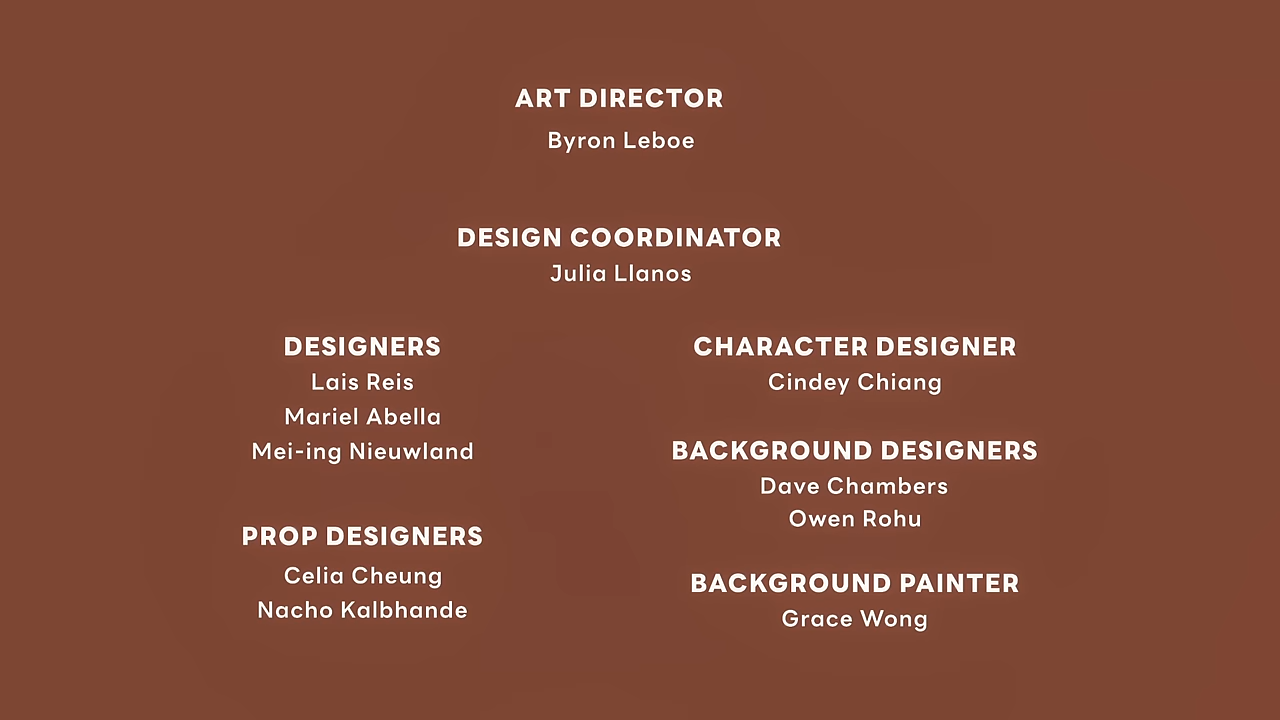 ART DIRECTOR
Byron Leboe
DESIGN COORDINATOR
Julia Llanos
DESIGNERS
Lais Reis
Mariel Abella
Mei-ing Nieuwland
PROP DESIGNERS
Celia Cheung
Nacho Kalbhande
CHARACTER DESIGNER
Cindey Chiang
BACKGROUND DESIGNERS
Dave Chambers
Owen Rohu
BACKGROUND PAINTER
Grace Wong